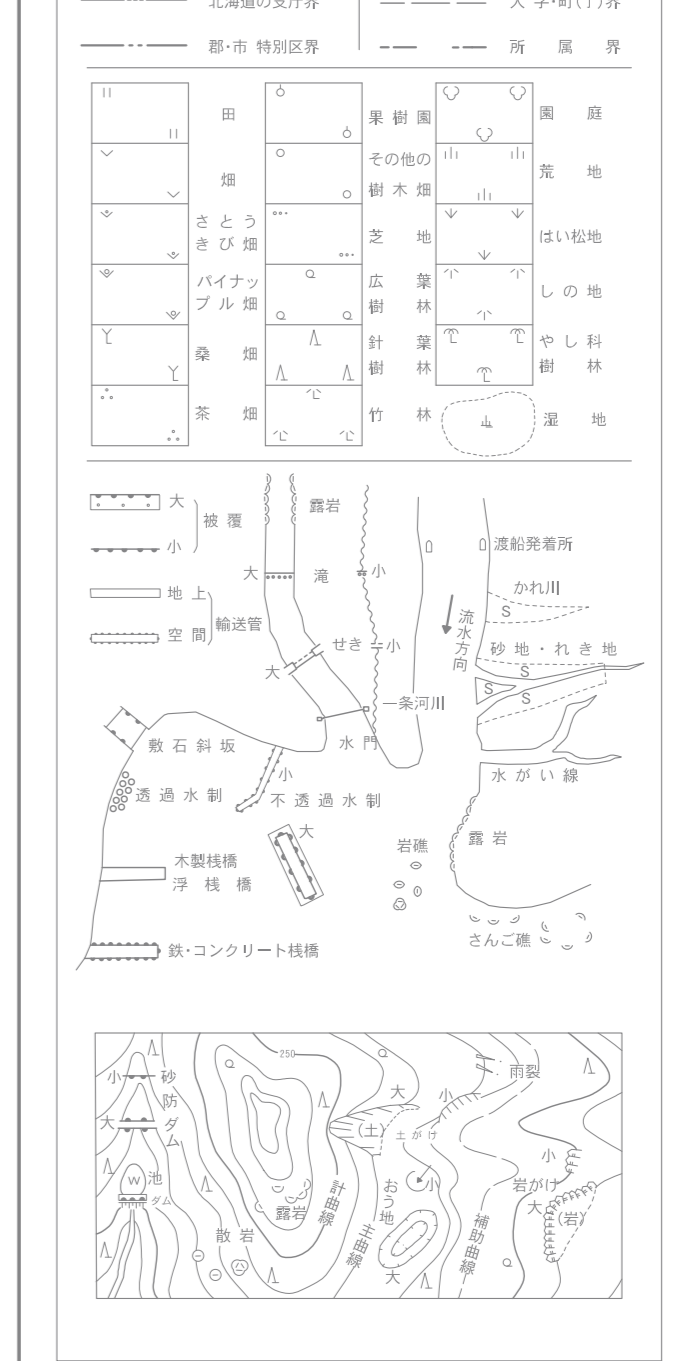 北海道の支庁界
大字・町(丁)界
郡・市 特別区界
所属界
田
畑
さとう
きび畑
パイナッ
プル畑
桑畑
茶畑
果樹園
その他の
樹木畑
芝地
広葉
樹林
針葉
樹林
竹林
園庭
荒地
はい松地
しの地
やし科
樹林
湿地
大
小
被覆
地上
空間
輸送管
露岩
大
滝
小
せき
小
大
一条河川
水門
渡船発着所
かれ川
S
流水方向
砂地・れき地
S
S
S
水がい線
敷石斜坂
透過水制
小
不透過水制
大
木製桟橋
浮桟橋
鉄・コンクリート桟橋
岩礁
露岩
さんご礁
小
砂防ダム
大
W
池
ダム
250
露岩
散岩
計曲線
主曲線
大
(土)
土がけ
小
雨裂
おう地
小
大
補助曲線
小
岩がけ
大
(岩)